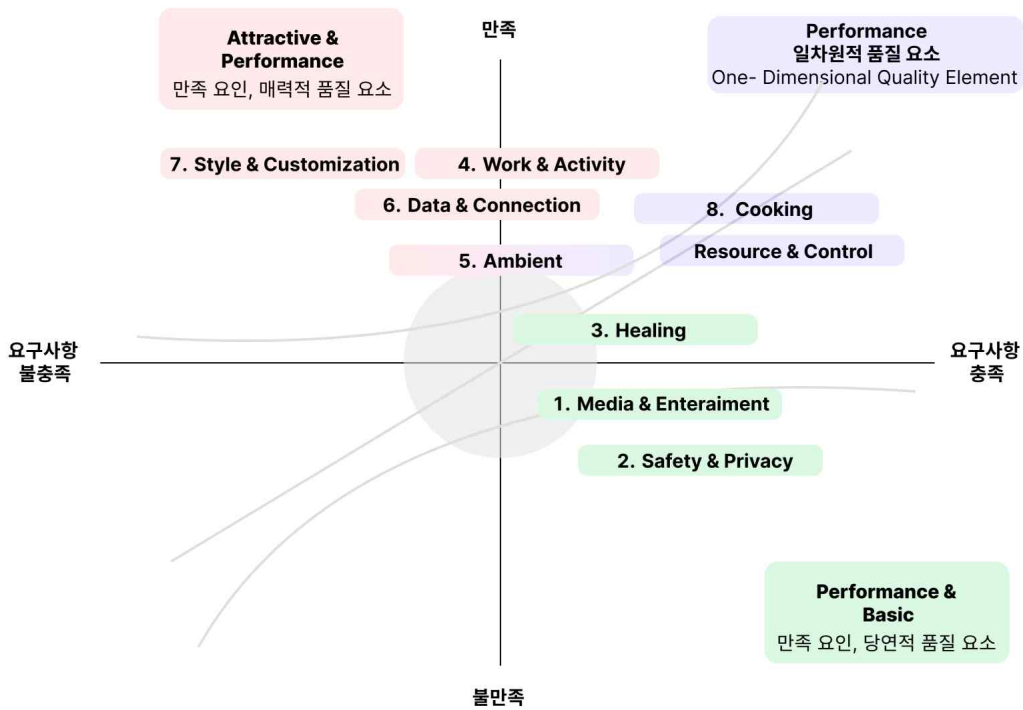 만족
Attractive &
Performance
만족 요인, 매력적 품질 요소
Performance
일차원적 품질 요소
One- Dimensional Quality Element
7. Style & Customization
4. Work & Activity
6. Data & Connection
8. Cooking
5. Ambient
Resource & Control
3. Healing
요구사항
불충족
요구사항
충족
1. Media & Enteraiment
2. Safety & Privacy
Performance &
Basic
만족 요인, 당연적 품질 요소
불만족